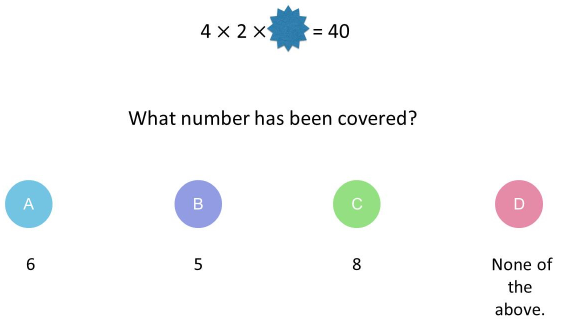 4 × 2 × = 40
What number has been covered?
A
B
C
D
6
5
8
None of
the
above.